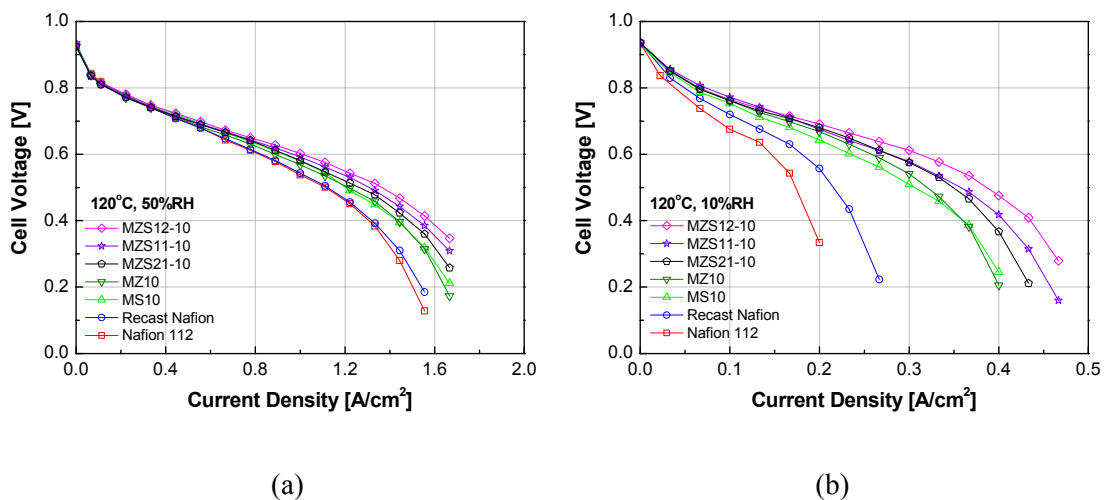 1.0
0.8
0.6
0.4
0.2
0.0
Cell Voltage [V]
120°C, 50%RH
MZS12-10
MZS11-10
MZS21-10
MZ10
MS10
Recast Nafion
Nafion 112
0.0 0.4 0.8 1.2 1.6 2.0
Current Density [A/cm²]
(a)
1.0
0.8
0.6
0.4
0.2
0.0
Cell Voltage [V]
120°C, 10%RH
MZS12-10
MZS11-10
MZS21-10
MZ10
MS10
Recast Nafion
Nafion 112
0.0 0.1 0.2 0.3 0.4 0.5
Current Density [A/cm²]
(b)